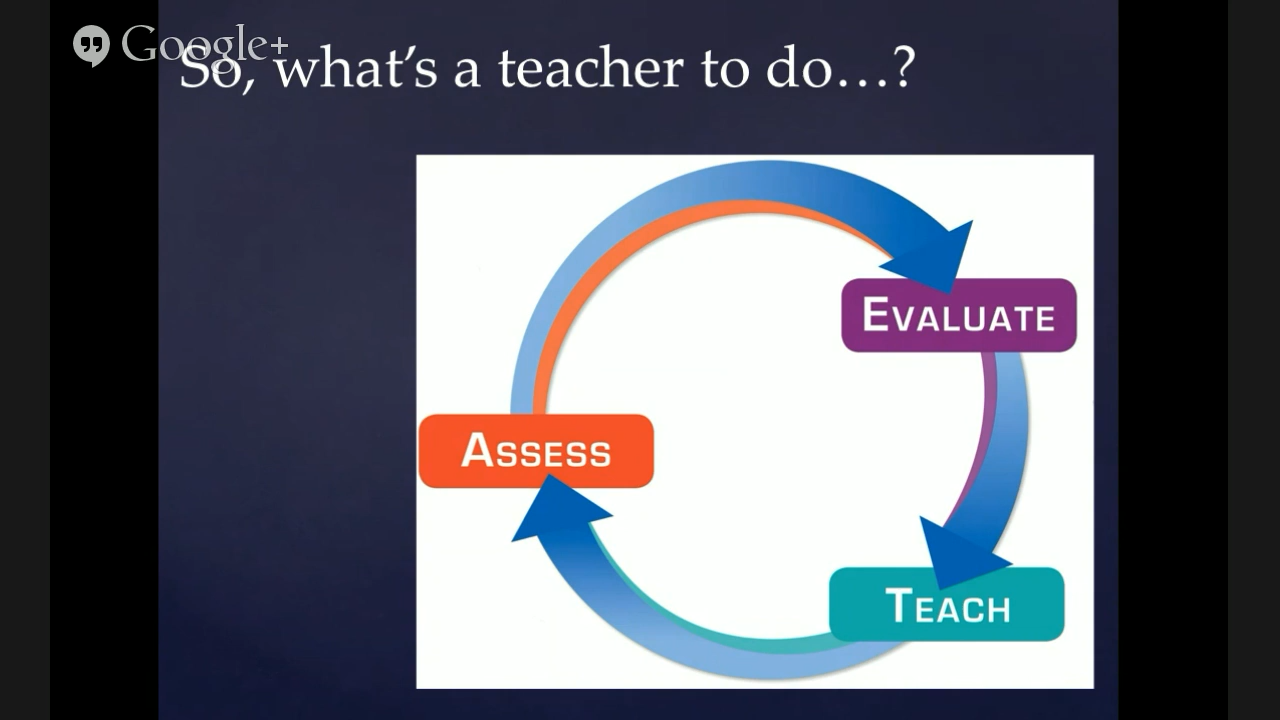 Google+
So, what's a teacher to do…?
EVALUATE
ASSESS
TEACH